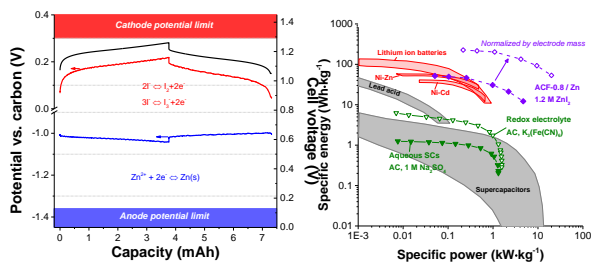 Cathode potential limit
2I⁻ ⇔ I₂+2e⁻
3I⁻ ⇔ I₃⁻+2e⁻
Zn²⁺ + 2e⁻ ⇔ Zn(s)
Anode potential limit
Potential vs. carbon (V)
0.4
0.2
0.0
-1.0
-1.2
-1.4
0 2 4 6
Capacity (mAh)
1.4
1.2
1.0
0.8
0.6
0.4
0.2
0.0
Cell voltage (V)
Specific energy (Wh·kg⁻¹)
1000
100
10
1
0.1
0.01
Normalized by electrode mass
Lithium ion batteries
Ni-Zn
Ni-Cd
Lead acid
ACF-0.8 / Zn
1.2 M ZnI₂
Redox electrolyte
AC, K₃(Fe(CN)₆)
Aqueous SCs
AC, 1 M Na₂SO₄
Supercapacitors
1E-3 0.01 0.1 1 10 100
Specific power (kW·kg⁻¹)